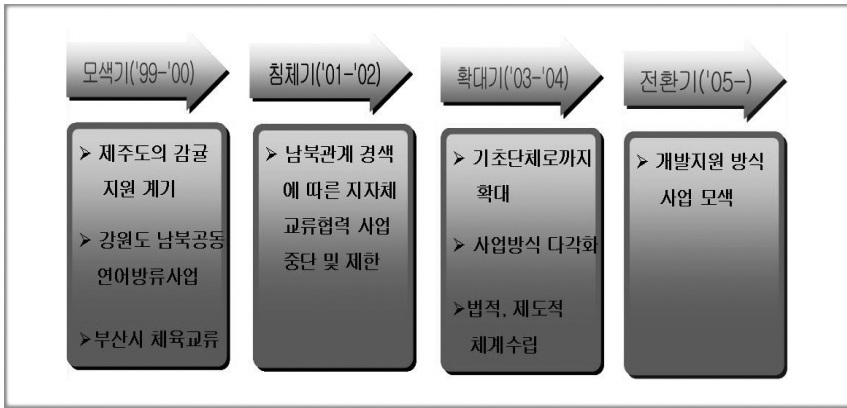 모색기('99-'00)
➢ 제주도의 감귤
지원 계기
➢ 강원도 남북공동
연어방류사업
➢부산시 체육교류
침체기('01-'02)
➢ 남북관계 경색
에 따른 지자체
교류협력 사업
중단 및 제한
확대기('03-'04)
➢ 기초단체로까지
확대
➢ 사업방식 다각화
➢법적, 제도적
체계수립
전환기('05-)
➢ 개발지원 방식
사업 모색